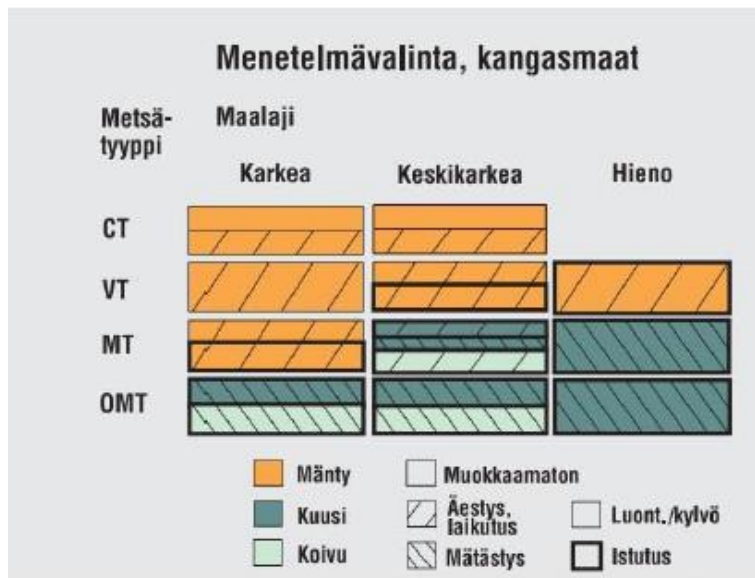 Menetelmävalinta, kangasmaat
Metsä-
tyyppi
Maalaji
Karkea Keskikarkea Hieno
CT
VT
MT
OMT
Mänty
Kuusi
Koivu
Muokkaamaton
Äestys,
laikutus
Mätästys
Luont./kylvö
Istutus